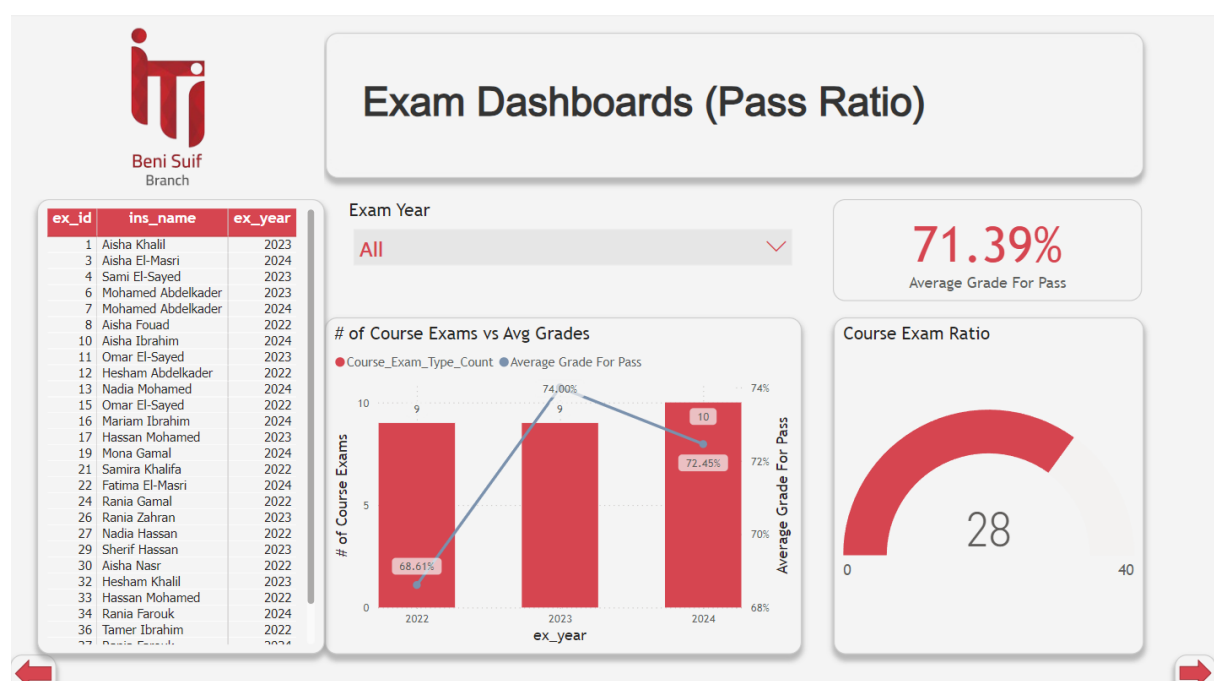 iTi
Beni Suif
Branch
Exam Dashboards (Pass Ratio)
ex_id ins_name ex_year
1 Aisha Khalil 2023
3 Aisha El-Masri 2024
4 Sami El-Sayed 2023
6 Mohamed Abdelkader 2023
7 Mohamed Abdelkader 2024
8 Aisha Fouad 2022
10 Aisha Ibrahim 2024
11 Omar El-Sayed 2023
12 Hesham Abdelkader 2022
13 Nadia Mohamed 2024
15 Omar El-Sayed 2022
16 Mariam Ibrahim 2024
17 Hassan Mohamed 2023
19 Mona Gamal 2024
21 Samira Khalifa 2022
22 Fatima El-Masri 2024
24 Rania Gamal 2022
26 Rania Zahran 2023
27 Nadia Hassan 2022
29 Sherif Hassan 2023
30 Aisha Nasr 2022
32 Hesham Khalil 2023
33 Hassan Mohamed 2022
34 Rania Farouk 2024
36 Tamer Ibrahim 2022
Exam Year
All
71.39%
Average Grade For Pass
# of Course Exams vs Avg Grades
Course_Exam_Type_Count Average Grade For Pass
# of Course Exams
10
5
0
9
74.00%
9
10
72.45%
68.61%
74%
72%
70%
68%
Average Grade For Pass
2022 2023 2024
ex_year
Course Exam Ratio
28
0 40